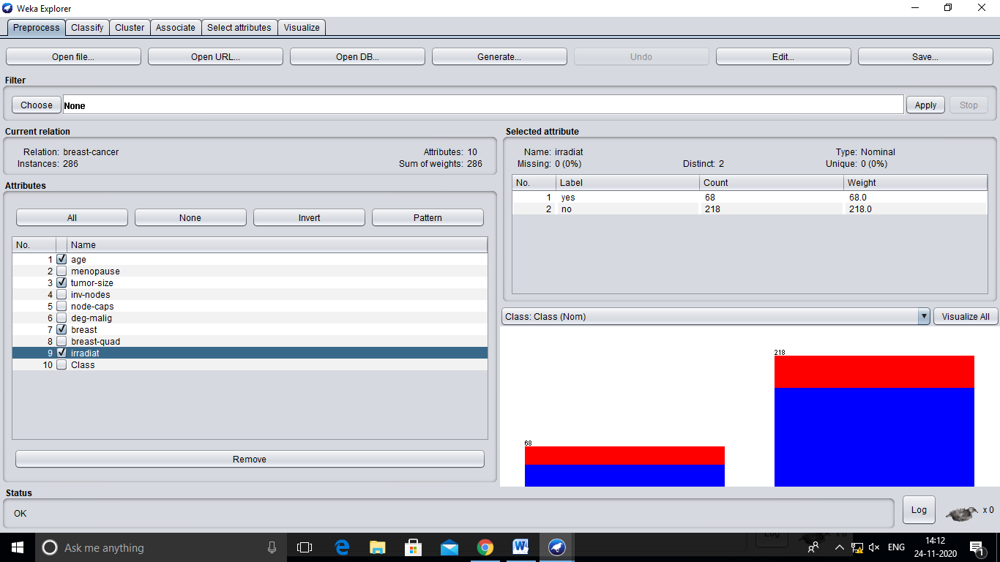 Weka Explorer
Preprocess Classify Cluster Associate Select attributes Visualize
Open file... Open URL... Open DB... Generate... Undo Edit... Save...
Filter
Choose None Apply Stop
Current relation
Relation: breast-cancer Attributes: 10
Instances: 286 Sum of weights: 286
Attributes
All None Invert Pattern
No. Name
1 age
2 menopause
3 tumor-size
4 inv-nodes
5 node-caps
6 deg-malig
7 breast
8 breast-quad
9 irradiat
10 Class
Remove
Selected attribute
Name: irradiat Type: Nominal
Missing: 0 (0%) Distinct: 2 Unique: 0 (0%)
No. Label Count Weight
1 yes 68 68.0
2 no 218 218.0
Class: Class (Nom) Visualize All
218
68
Status
OK
Log x 0
Ask me anything
Log x 0
ENG
14:12
24-11-2020
1